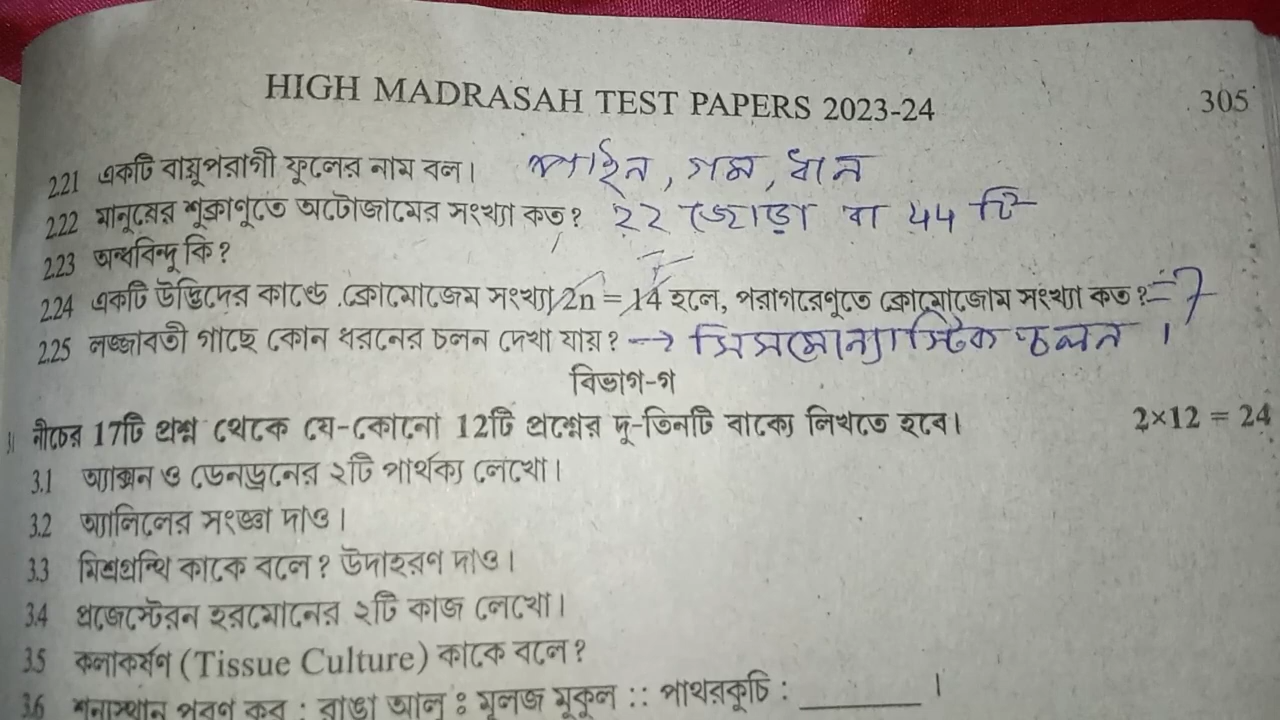 HIGH MADRASAH TEST PAPERS 2023-24 305
2.21 একটি বায়ুপরাগী ফুলের নাম বল। পাইন, গম, ধান
2.22 মানুষের শুক্রাণুতে অটোজোমের সংখ্যা কত? ২২ জোড়া বা 44 টি
2.23 অন্ধবিন্দু কি?
7
2.24 একটি উদ্ভিদের কাণ্ডে ক্রোমোজেম সংখ্যা 2n = 14 হলে, পরাগরেণুতে ক্রোমোজোম সংখ্যা কত? = 7
2.25 লজ্জাবতী গাছে কোন ধরনের চলন দেখা যায়? → সিসমোন্যাস্টিক চলন ।
বিভাগ-গ
3। নীচের 17টি প্রশ্ন থেকে যে-কোনো 12টি প্রশ্নের দু-তিনটি বাক্যে লিখতে হবে। 2×12 = 24
3.1 অ্যাক্সন ও ডেনড্রনের ২টি পার্থক্য লেখো।
3.2 অ্যালিলের সংজ্ঞা দাও।
3.3 মিশ্রগ্রন্থি কাকে বলে? উদাহরণ দাও।
3.4 প্রজেস্টেরন হরমোনের ২টি কাজ লেখো।
3.5 কলাকর্ষণ (Tissue Culture) কাকে বলে?
3.6 শূন্যস্থান পূরণ কর : রাঙা আলু : মূলজ মুকুল :: পাথরকুচি : ______ ।